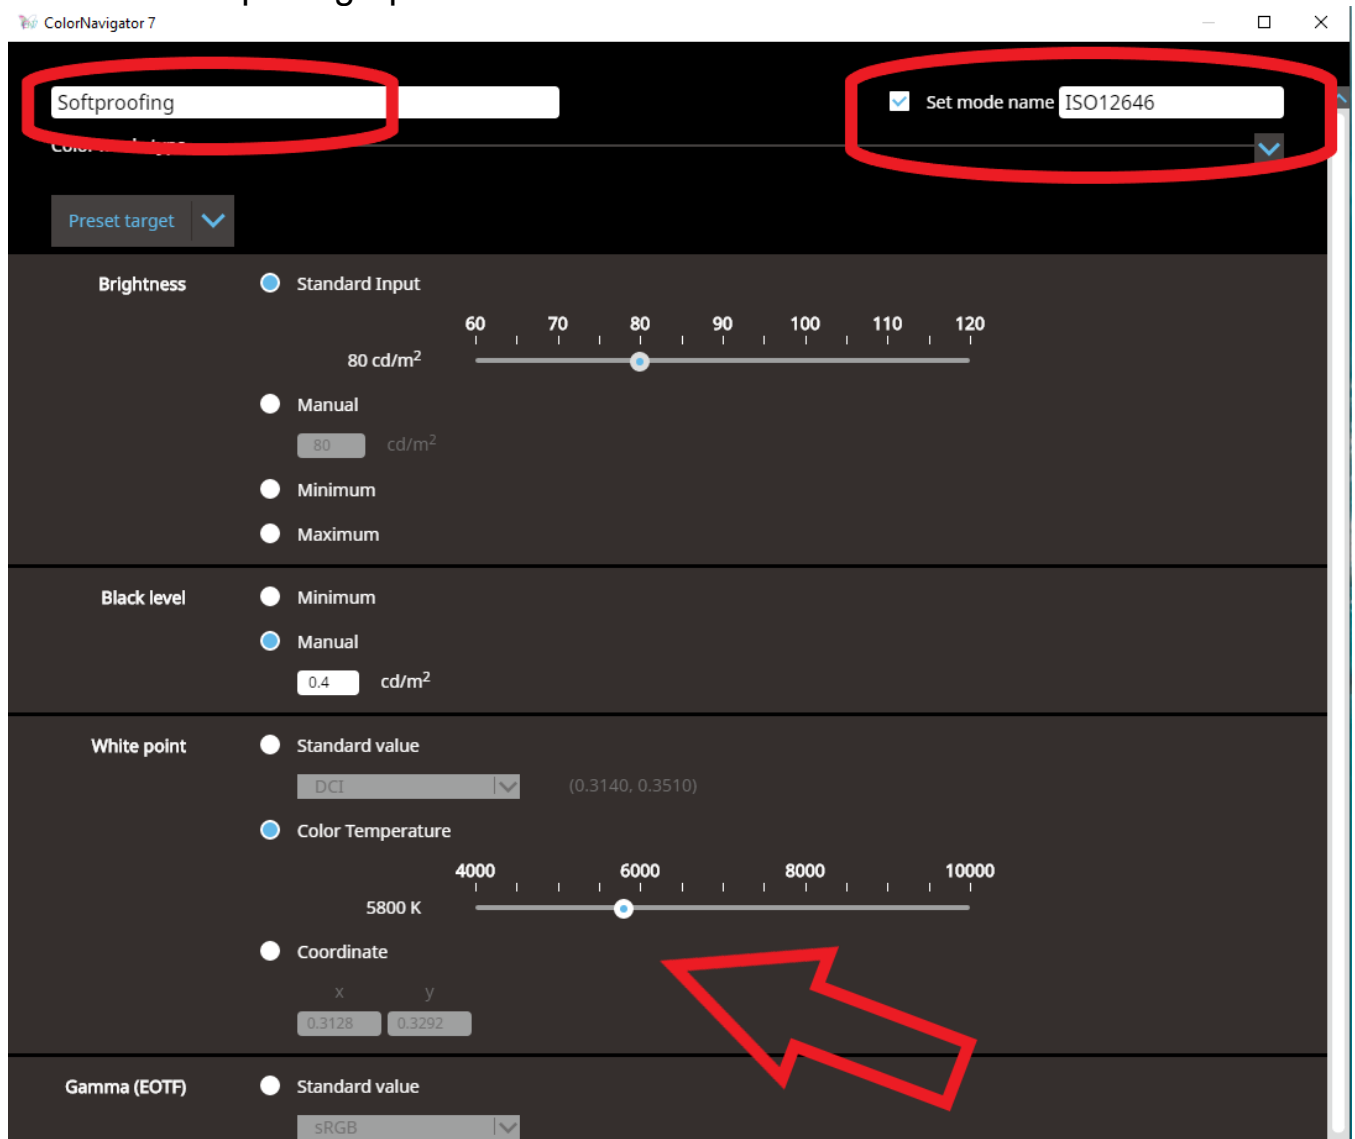 ColorNavigator 7
Softproofing
Set mode name ISO12646
Preset target
Brightness
Standard Input
60 70 80 90 100 110 120
80 cd/m²
Manual
80 cd/m²
Minimum
Maximum
Black level
Minimum
Manual
0.4 cd/m²
White point
Standard value
DCI (0.3140, 0.3510)
Color Temperature
4000 6000 8000 10000
5800 K
Coordinate
x y
0.3128 0.3292
Gamma (EOTF)
Standard value
sRGB